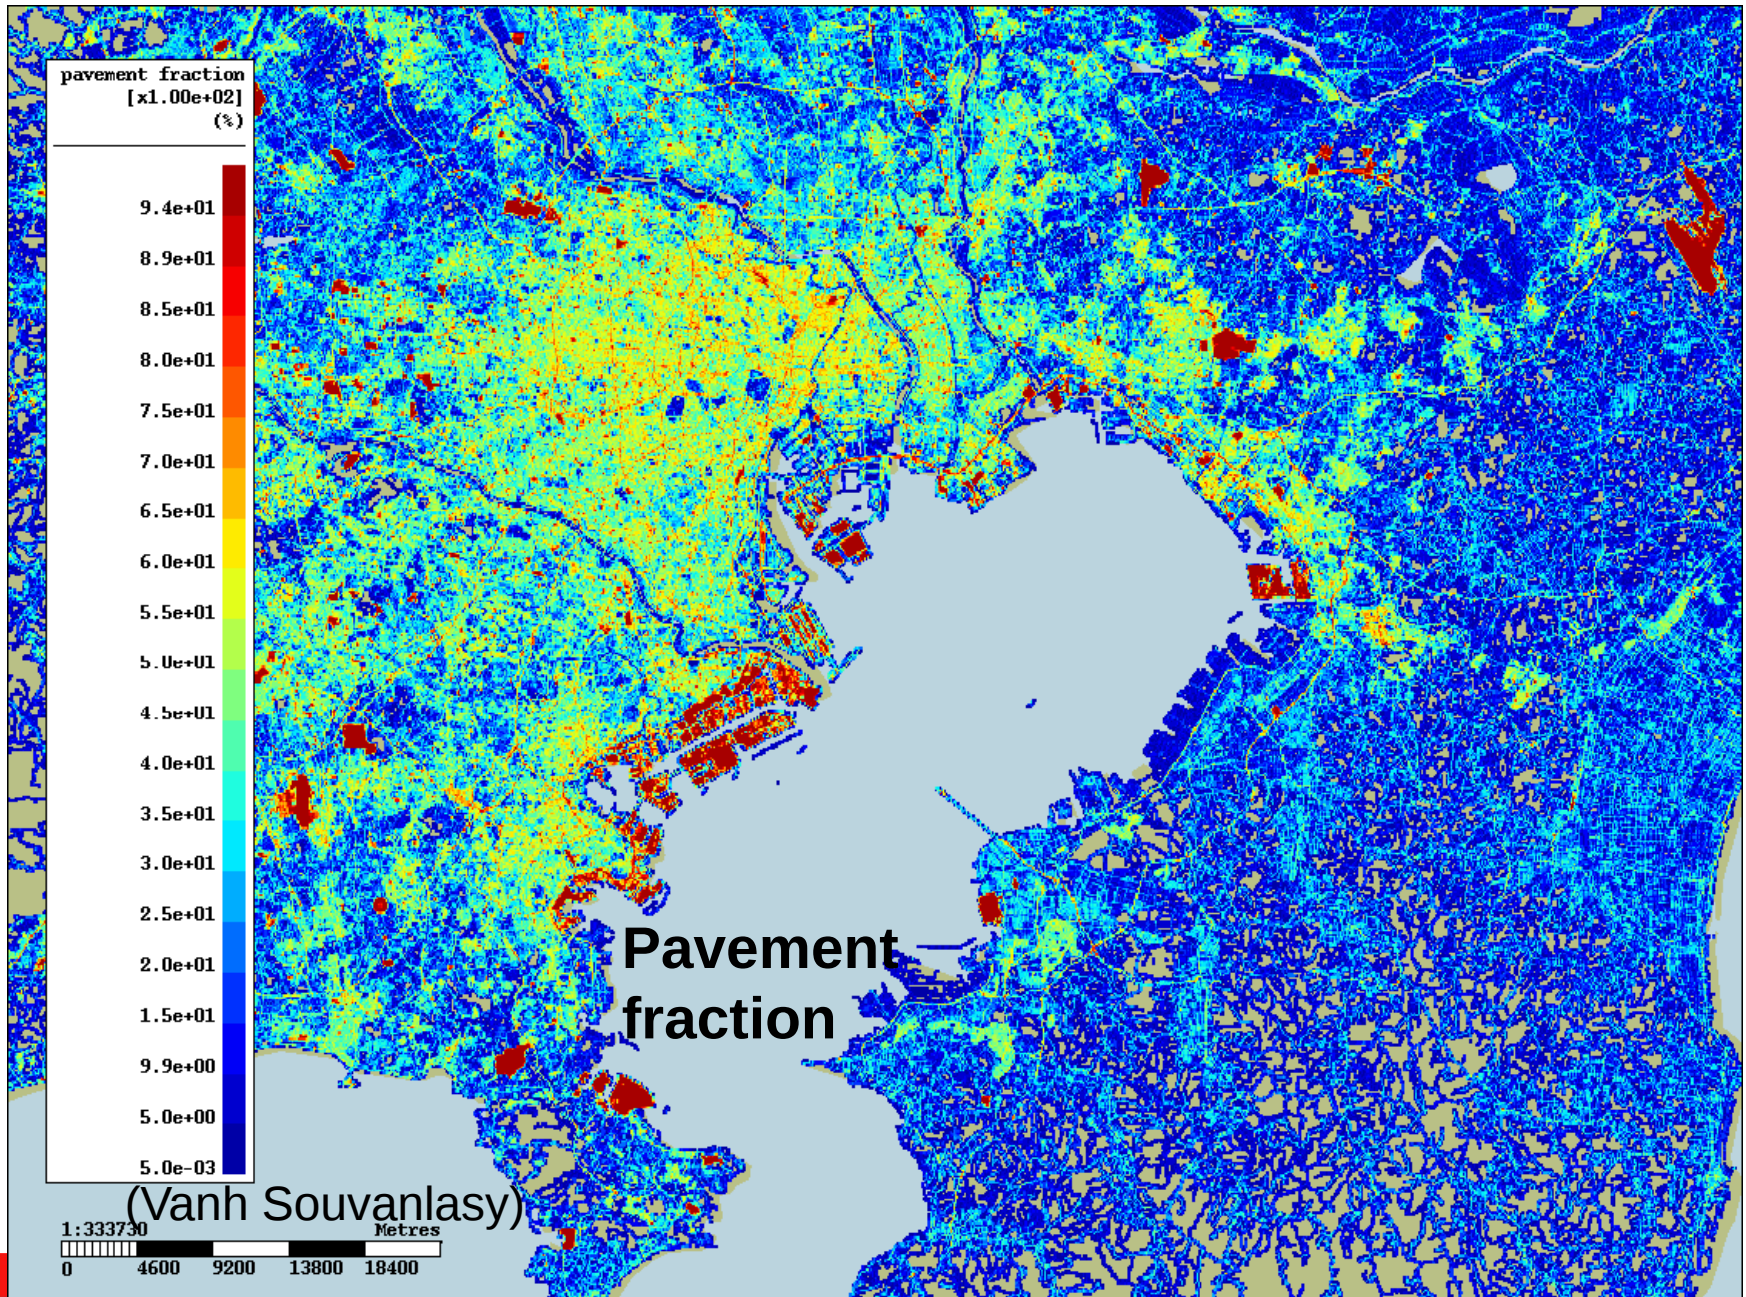 pavement fraction
[x1.00e+02]
(%)
9.4e+01
8.9e+01
8.5e+01
8.0e+01
7.5e+01
7.0e+01
6.5e+01
6.0e+01
5.5e+01
5.0e+01
4.5e+01
4.0e+01
3.5e+01
3.0e+01
2.5e+01
2.0e+01
1.5e+01
9.9e+00
5.0e+00
5.0e-03
Pavement
fraction
(Vanh Souvanlasy)
1:333730 Metres
0 4600 9200 13800 18400